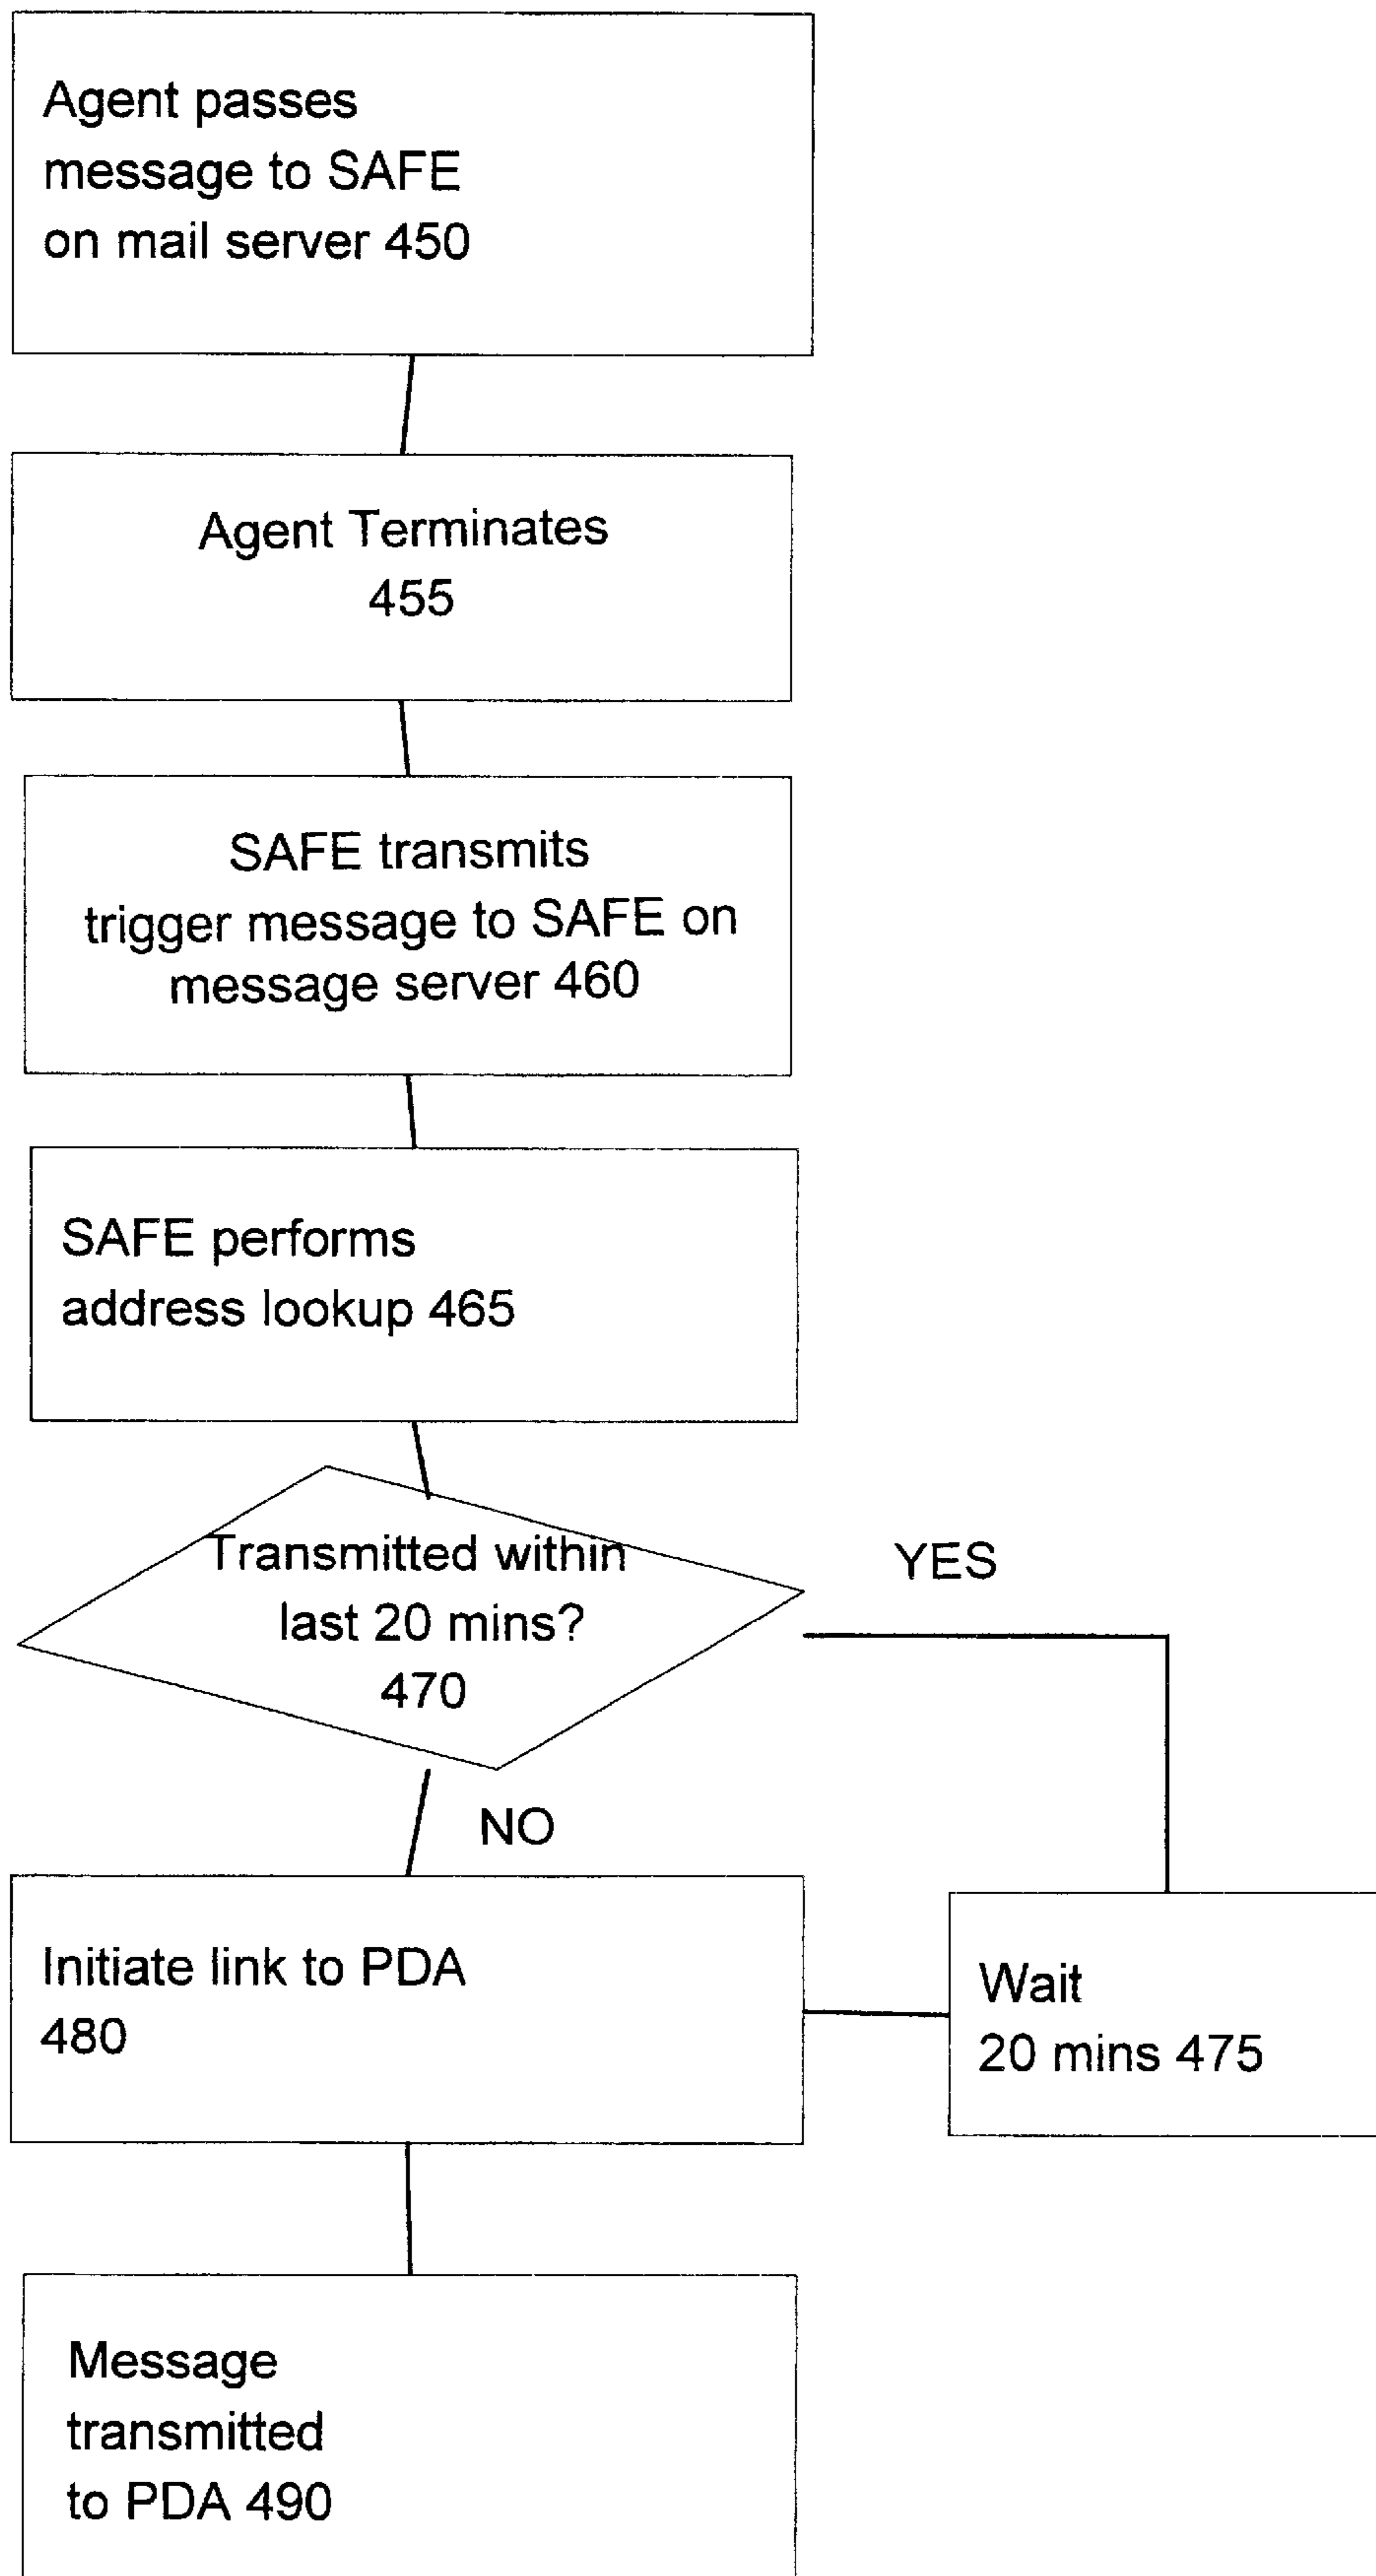 Agent passes
message to SAFE
on mail server 450
Agent Terminates
455
SAFE transmits
trigger message to SAFE on
message server 460
SAFE performs
address lookup 465
Transmitted within
last 20 mins?
470
YES
NO
Initiate link to PDA
480
Wait
20 mins 475
Message
transmitted
to PDA 490